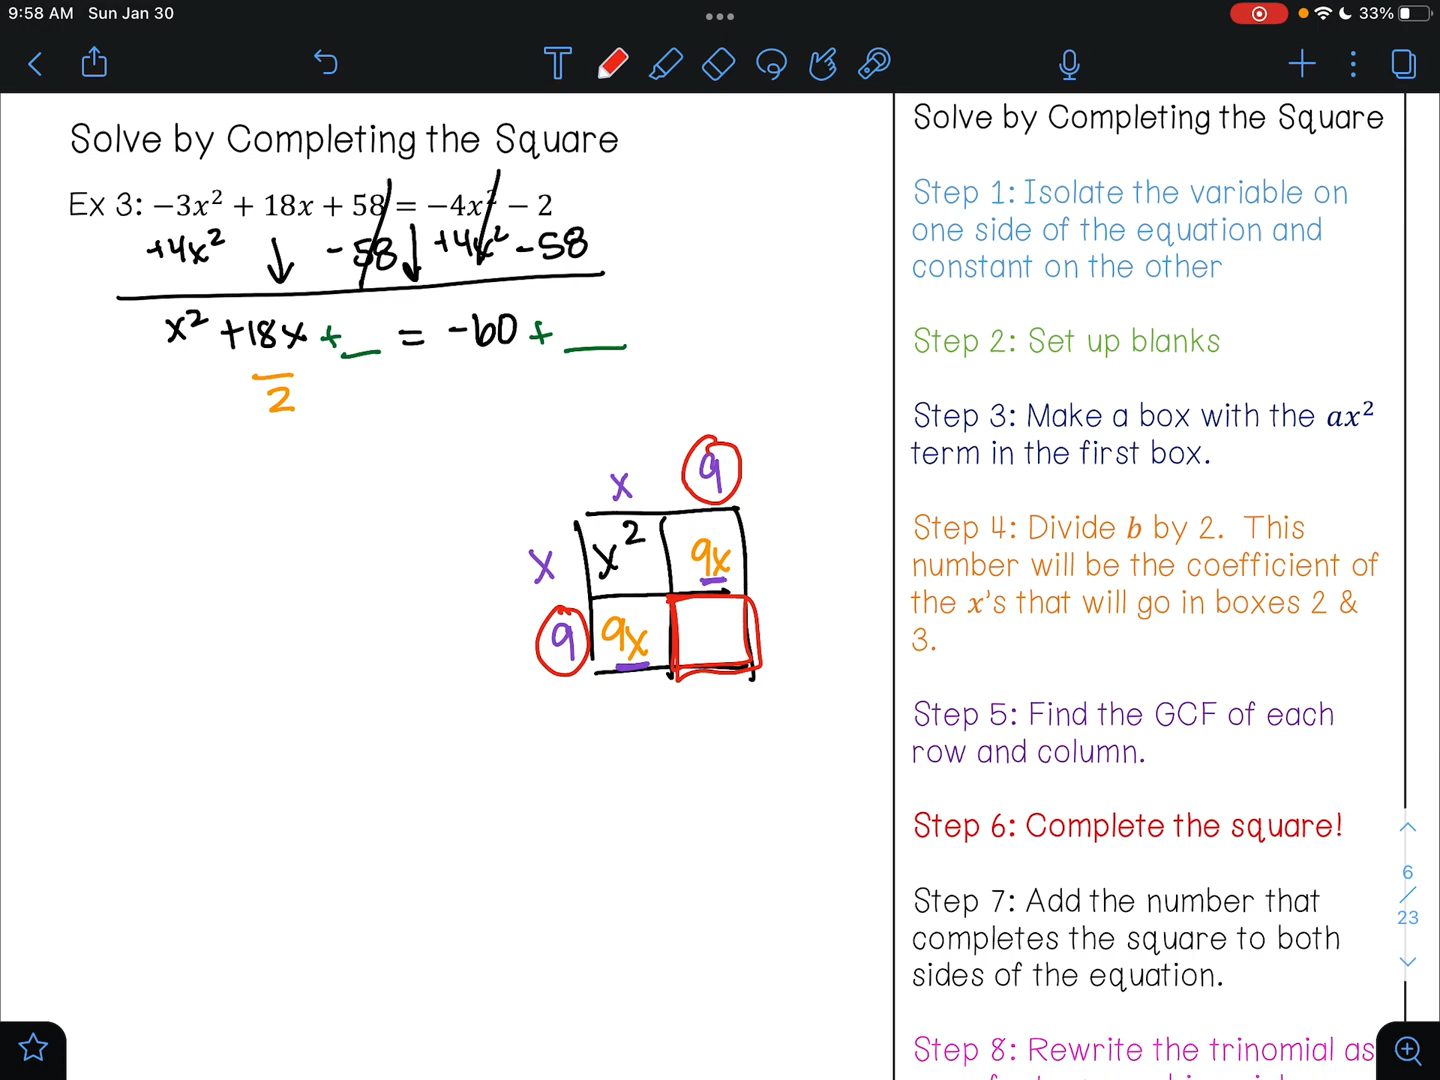 9:58 AM Sun Jan 30
33%
Solve by Completing the Square
Ex 3: −3x² + 18x + 58 = −4x² − 2
+4x² - 58 +4x² - 58
x² +18x + __ = -60 + __
2
x 9
x x² 9x
9 9x
Solve by Completing the Square
Step 1: Isolate the variable on
one side of the equation and
constant on the other
Step 2: Set up blanks
Step 3: Make a box with the ax²
term in the first box.
Step 4: Divide b by 2. This
number will be the coefficient of
the x's that will go in boxes 2 &
3.
Step 5: Find the GCF of each
row and column.
Step 6: Complete the square!
Step 7: Add the number that
completes the square to both
sides of the equation.
Step 8: Rewrite the trinomial as
6
/
23